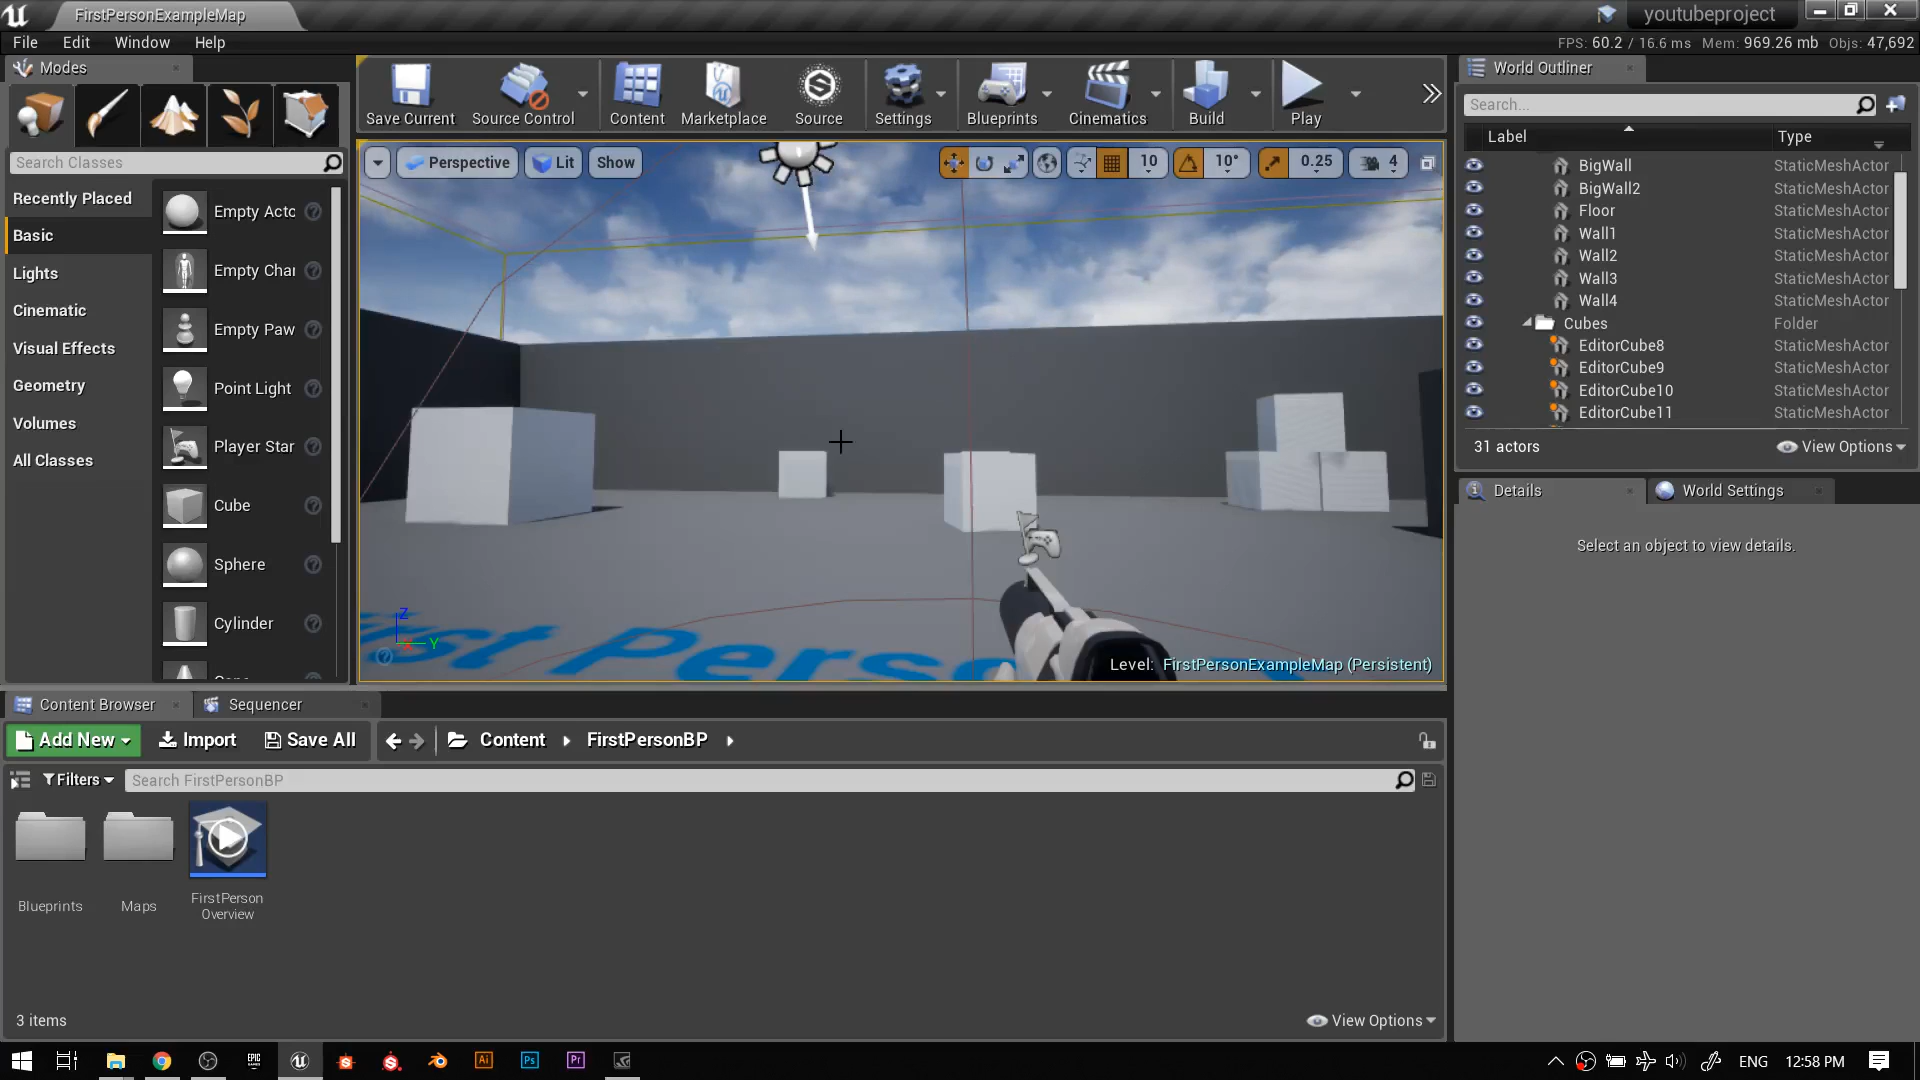 FirstPersonExampleMap
youtubeproject
File Edit Window Help
FPS: 60.2 / 16.6 ms Mem: 969.26 mb Objs: 47,692
Modes
Save Current
Source Control
Content
Marketplace
Source
Settings
Blueprints
Cinematics
Build
Play
World Outliner
Search...
Label Type
Search Classes
Perspective Lit Show
10 10° 0.25 4
Recently Placed
Basic
Lights
Cinematic
Visual Effects
Geometry
Volumes
All Classes
Empty Acto
Empty Char
Empty Paw
Point Light
Player Star
Cube
Sphere
Cylinder
BigWall StaticMeshActor
BigWall2 StaticMeshActor
Floor StaticMeshActor
Wall1 StaticMeshActor
Wall2 StaticMeshActor
Wall3 StaticMeshActor
Wall4 StaticMeshActor
Cubes Folder
EditorCube8 StaticMeshActor
EditorCube9 StaticMeshActor
EditorCube10 StaticMeshActor
EditorCube11 StaticMeshActor
31 actors
View Options
Details
World Settings
Select an object to view details.
Z
X Y
Level: FirstPersonExampleMap (Persistent)
Content Browser
Sequencer
Add New
Import
Save All
Content
FirstPersonBP
Filters
Search FirstPersonBP
Blueprints
Maps
FirstPerson
Overview
3 items
View Options
EPIC
GAMES
Ai
Ps
Pr
ENG
12:58 PM